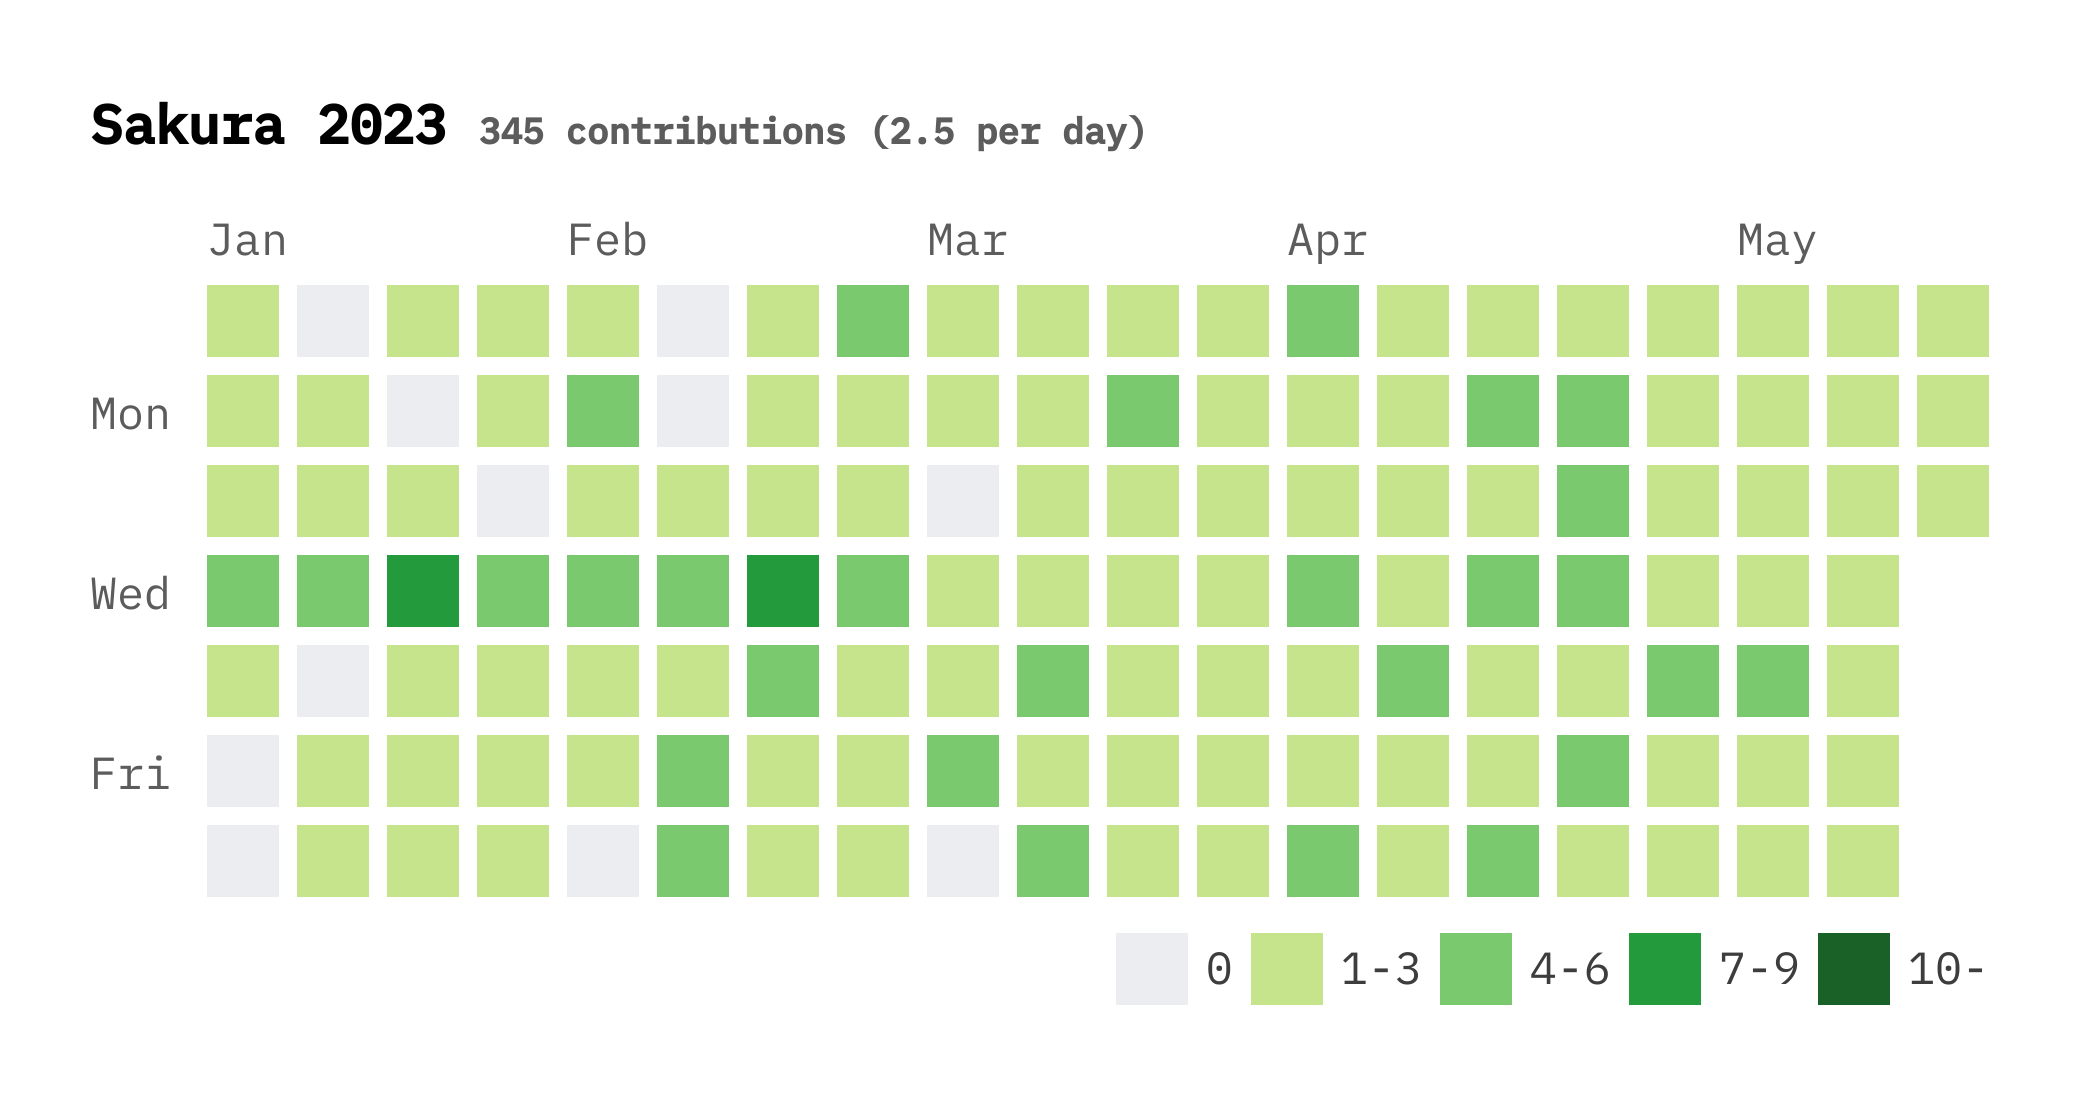 Sakura 2023 345 contributions (2.5 per day)
Jan Feb Mar Apr May
Mon
Wed
Fri
0 1-3 4-6 7-9 10-